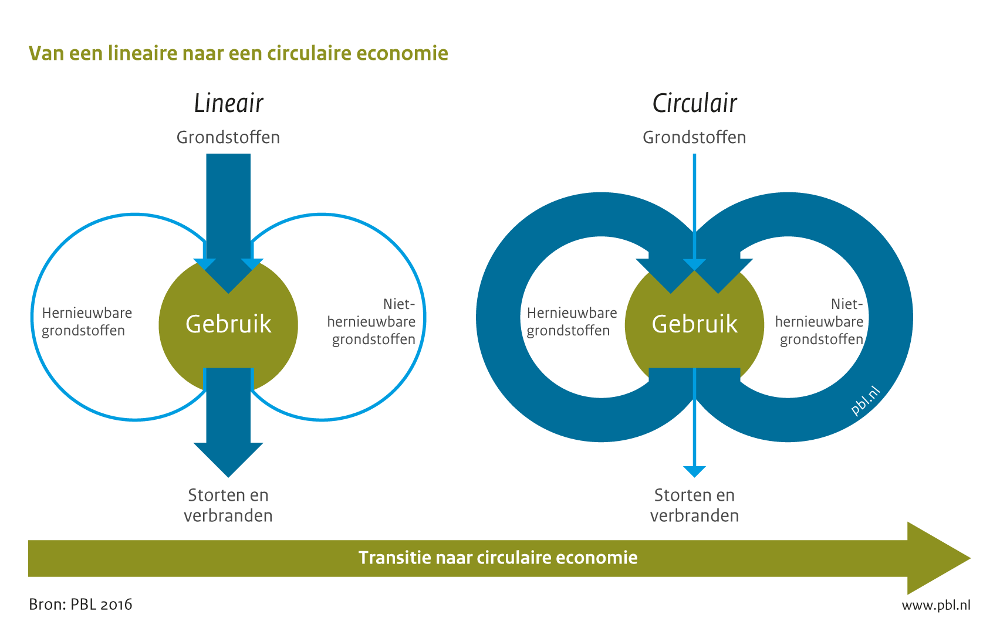 Van een lineaire naar een circulaire economie
Lineair
Grondstoffen
Hernieuwbare
grondstoffen
Gebruik
Niet-
hernieuwbare
grondstoffen
Storten en
verbranden
Circulair
Grondstoffen
Hernieuwbare
grondstoffen
Gebruik
Niet-
hernieuwbare
grondstoffen
pbl.nl
Storten en
verbranden
Transitie naar circulaire economie
Bron: PBL 2016
www.pbl.nl